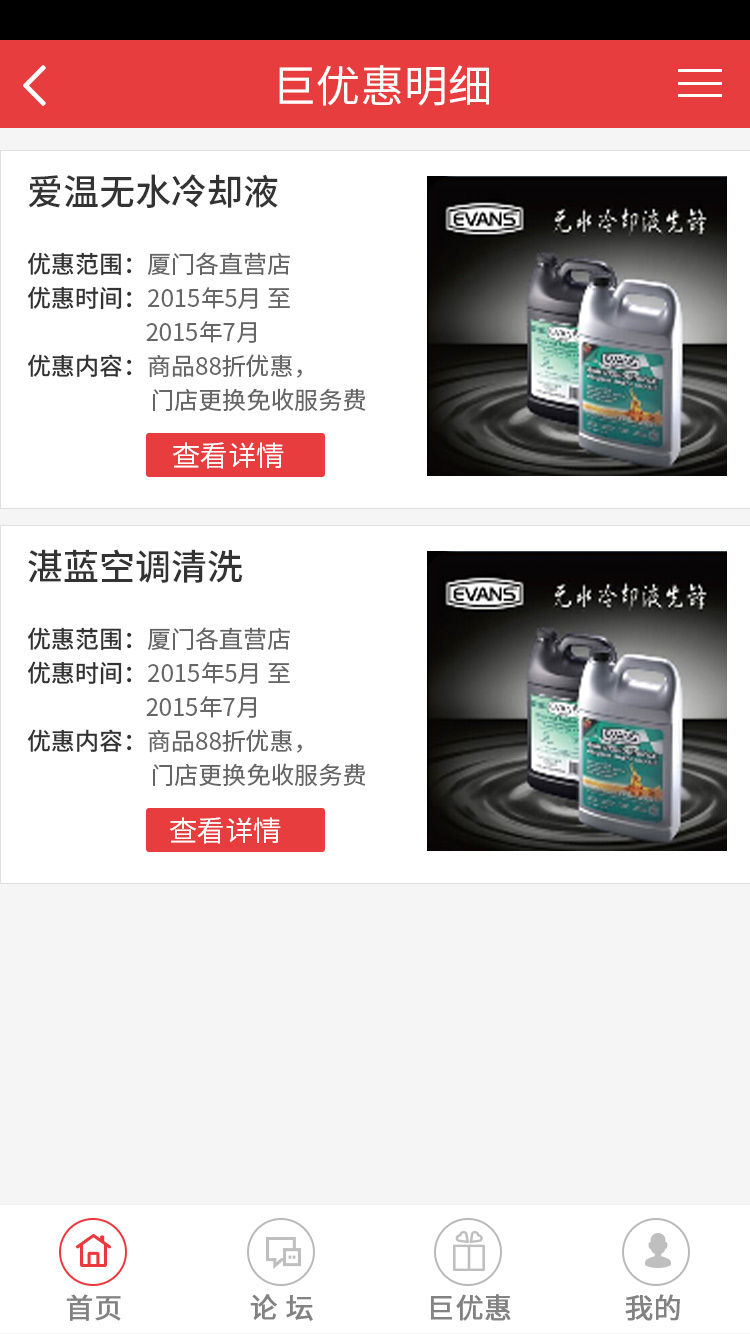 巨优惠明细
爱温无水冷却液
优惠范围：厦门各直营店
优惠时间：2015年5月 至
2015年7月
优惠内容：商品88折优惠，
门店更换免收服务费
查看详情
EVANS 无水冷却液先锋
湛蓝空调清洗
优惠范围：厦门各直营店
优惠时间：2015年5月 至
2015年7月
优惠内容：商品88折优惠，
门店更换免收服务费
查看详情
EVANS 无水冷却液先锋
首页 论 坛 巨优惠 我的